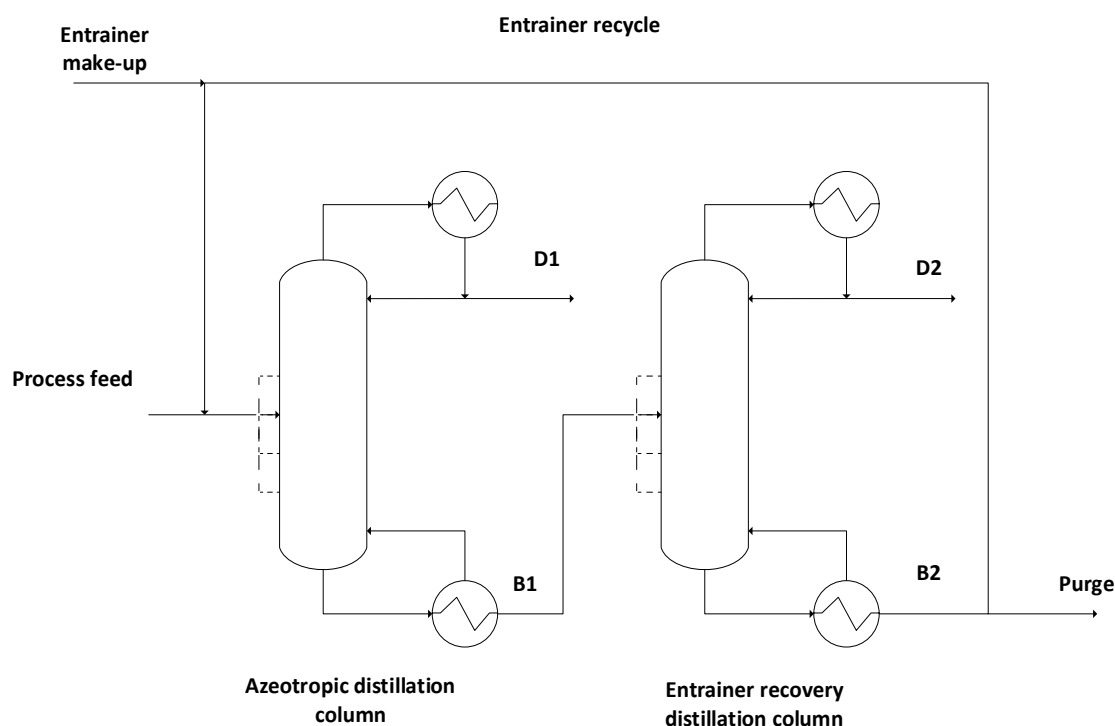 Entrainer recycle
Entrainer
make-up
D1
D2
Process feed
B1
B2
Purge
Azeotropic distillation
column
Entrainer recovery
distillation column